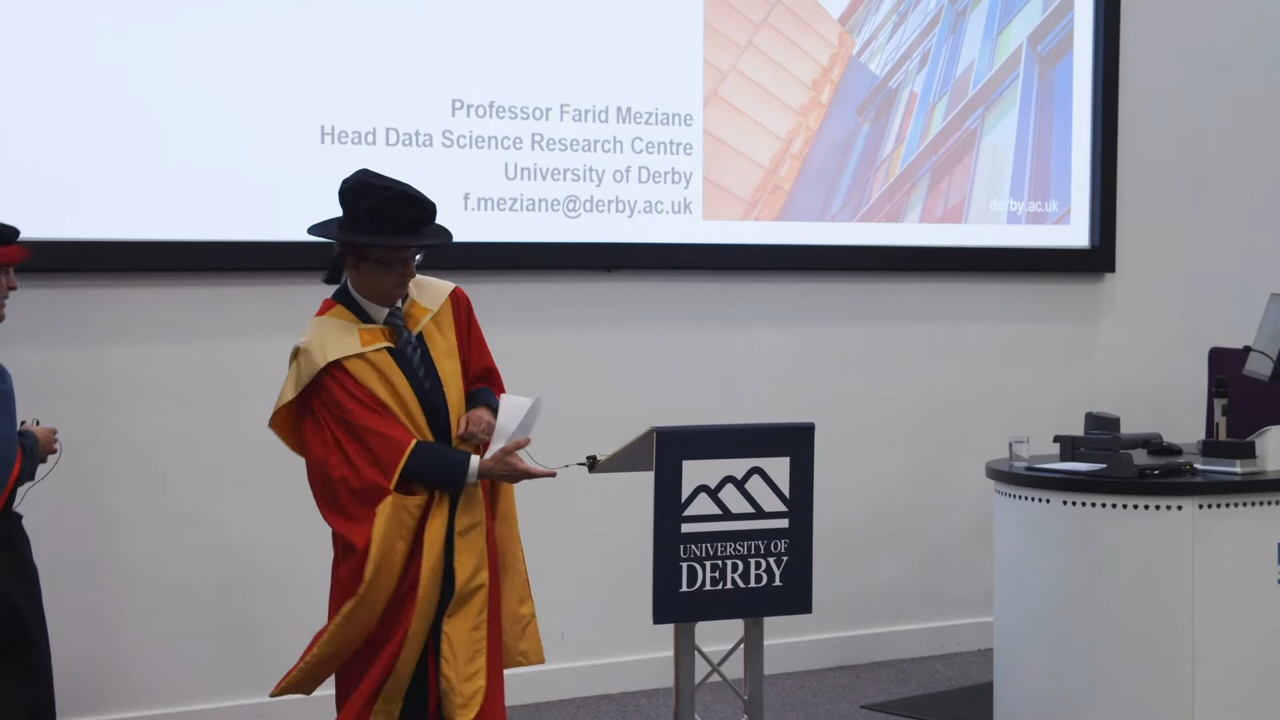 Professor Farid Meziane
Head Data Science Research Centre
University of Derby
f.meziane@derby.ac.uk
derby.ac.uk
UNIVERSITY OF
DERBY